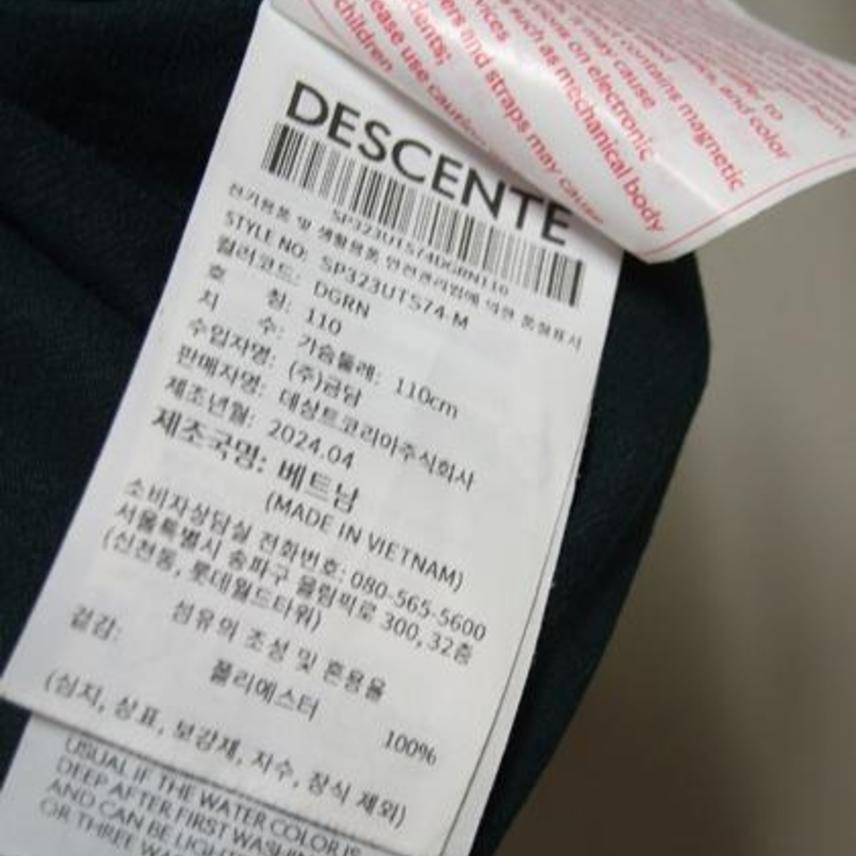 DESCENTE
SP323UTS74DGRN110
전기용품 및 생활용품 안전관리법에 의한 품질표시
STYLE NO: SP323UTS74-M
컬러코드: DGRN
호 칭: 110
치 수: 가슴둘레: 110cm
수입자명: (주)금담
판매자명: 데상트코리아주식회사
제조년월: 2024.04
제조국명: 베트남
(MADE IN VIETNAM)
소비자상담실 전화번호: 080-565-5600
서울특별시 송파구 올림픽로 300, 32층
(신천동, 롯데월드타워)
섬유의 조성 및 혼용율
겉감: 폴리에스터 100%
(심지, 상표, 보강재, 자수, 장식 제외)
USUAL IF THE WATER COLOR IS
DEEP AFTER FIRST WASHIN
AND CAN BE LIGH
OR THREE WA
to
, and color
contains magnetic
may cause
on electronic
such as mechanical body
vices
ers and straps may cause
idents;
ease use caution
children